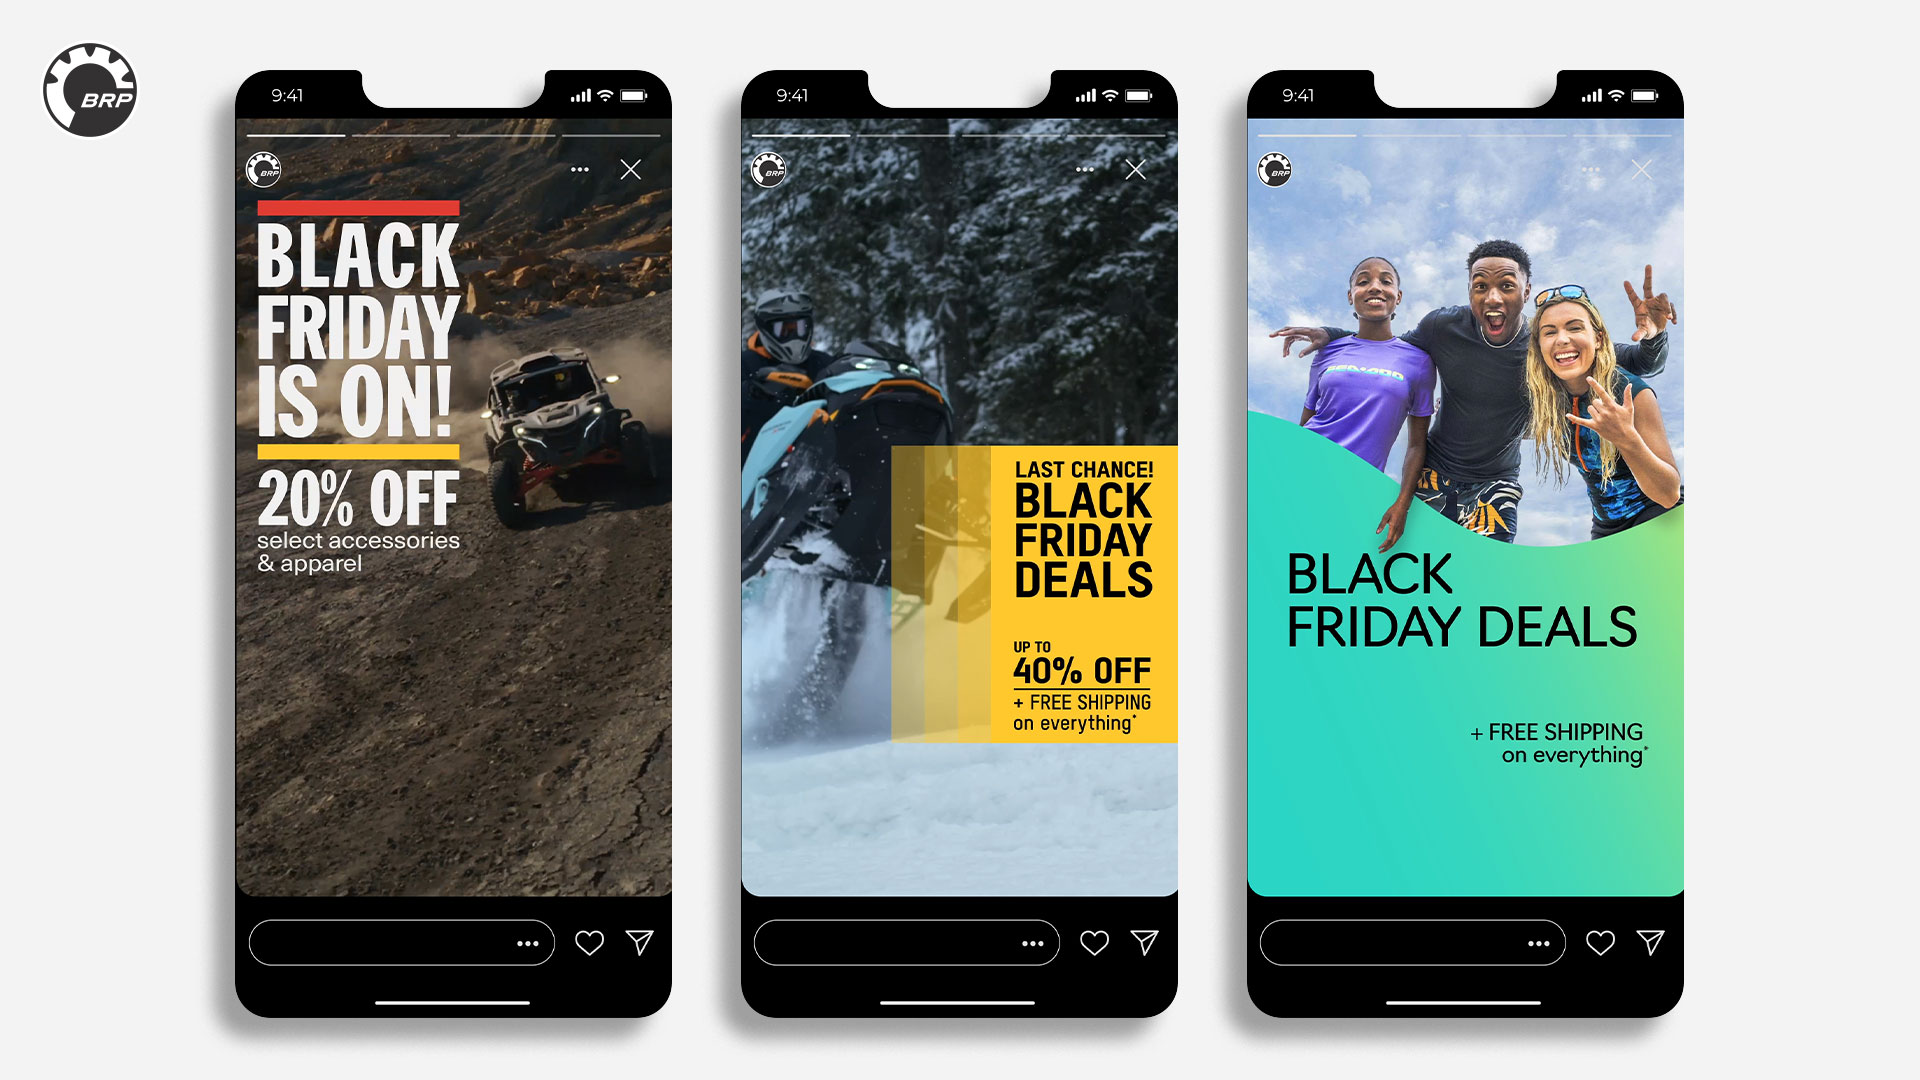 BRP
9:41
BRP
BLACK
FRIDAY
IS ON!
20% OFF
select accessories
& apparel
9:41
BRP
LAST CHANCE!
BLACK
FRIDAY
DEALS
UP TO
40% OFF
+ FREE SHIPPING
on everything*
9:41
BRP
SEA-DOO
BLACK
FRIDAY DEALS
+ FREE SHIPPING
on everything*